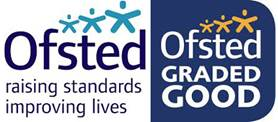 Ofsted
raising standards
improving lives
Ofsted
GRADED
GOOD